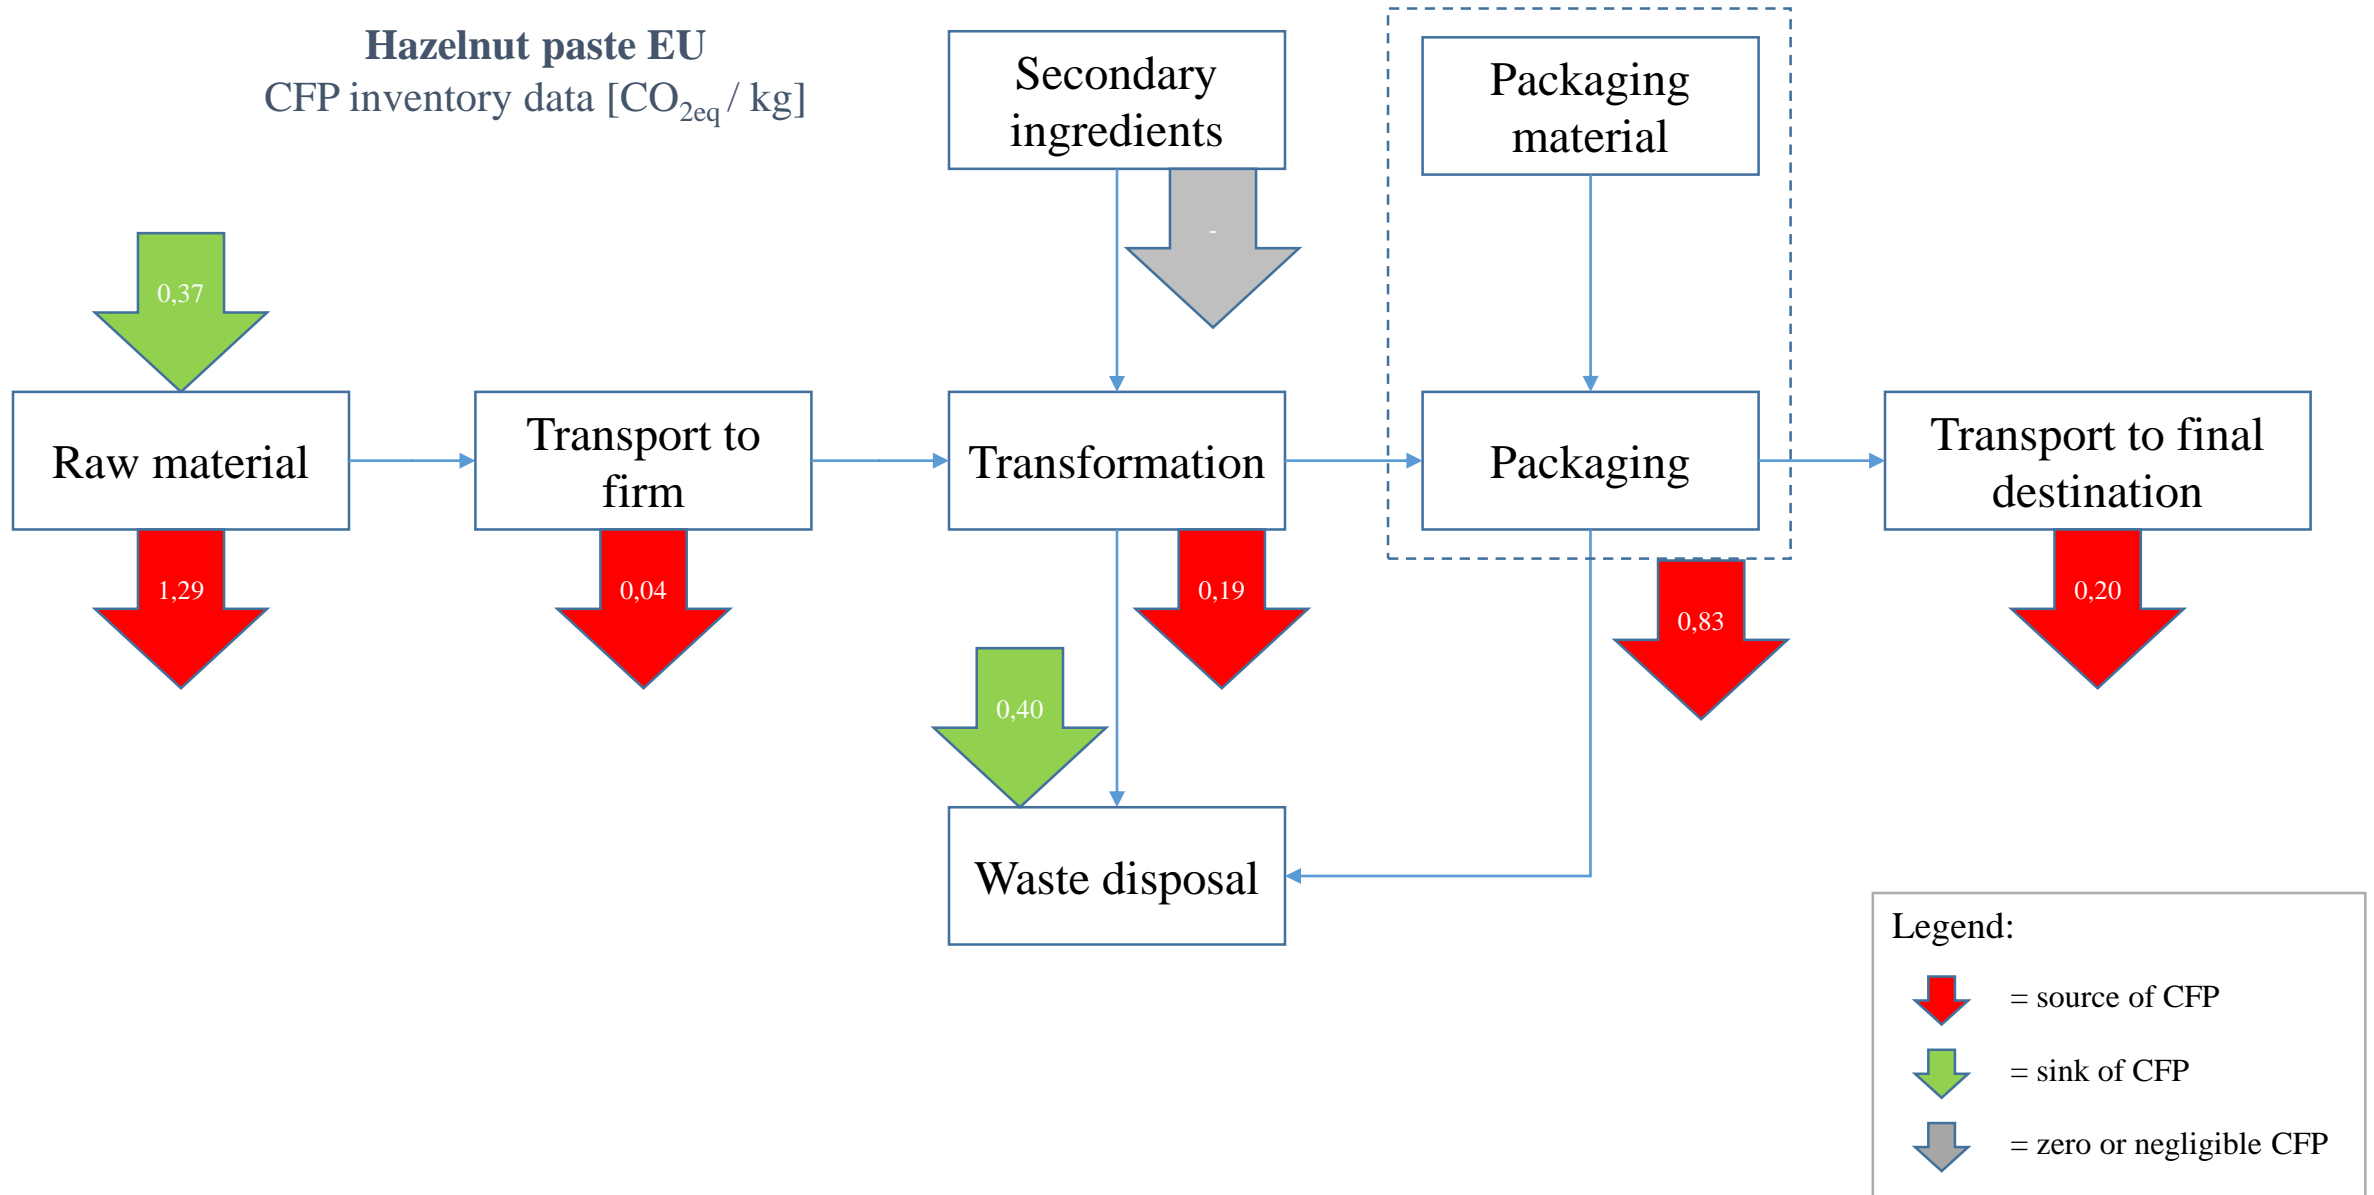 Hazelnut paste EU
CFP inventory data [CO2eq / kg]
Secondary
ingredients
Packaging
material
-
0,37
Raw material
Transport to
firm
Transformation
Packaging
Transport to final
destination
1,29
0,04
0,19
0,83
0,20
0,40
Waste disposal
Legend:
= source of CFP
= sink of CFP
= zero or negligible CFP